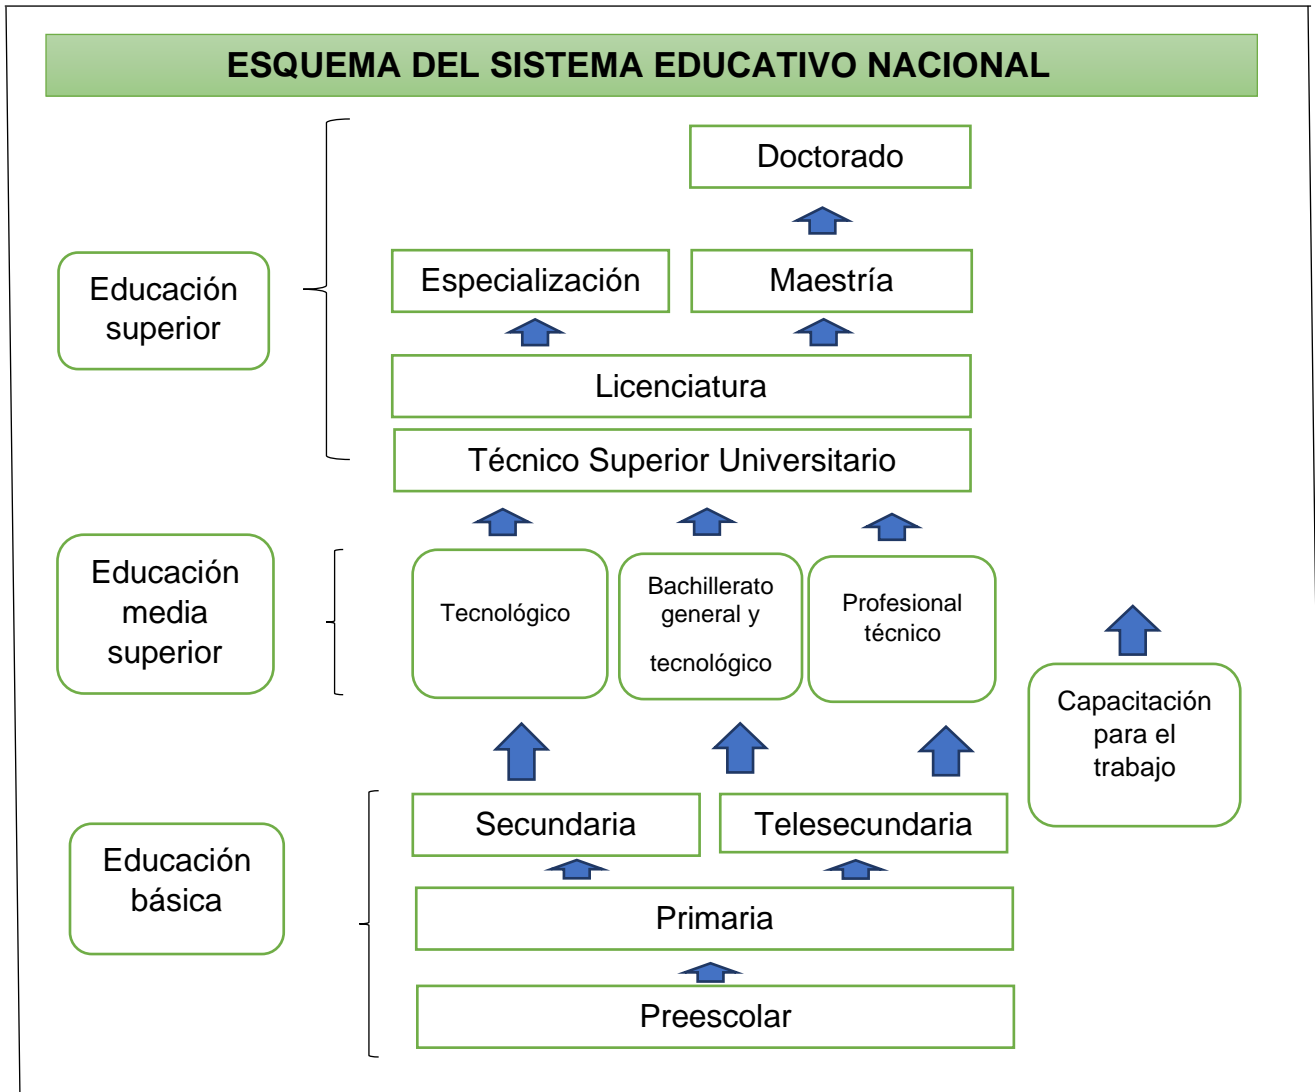 ESQUEMA DEL SISTEMA EDUCATIVO NACIONAL
Doctorado
Especialización
Maestría
Educación
superior
Licenciatura
Técnico Superior Universitario
Educación
media
superior
Tecnológico
Bachillerato
general y
tecnológico
Profesional
técnico
Capacitación
para el
trabajo
Secundaria
Telesecundaria
Educación
básica
Primaria
Preescolar